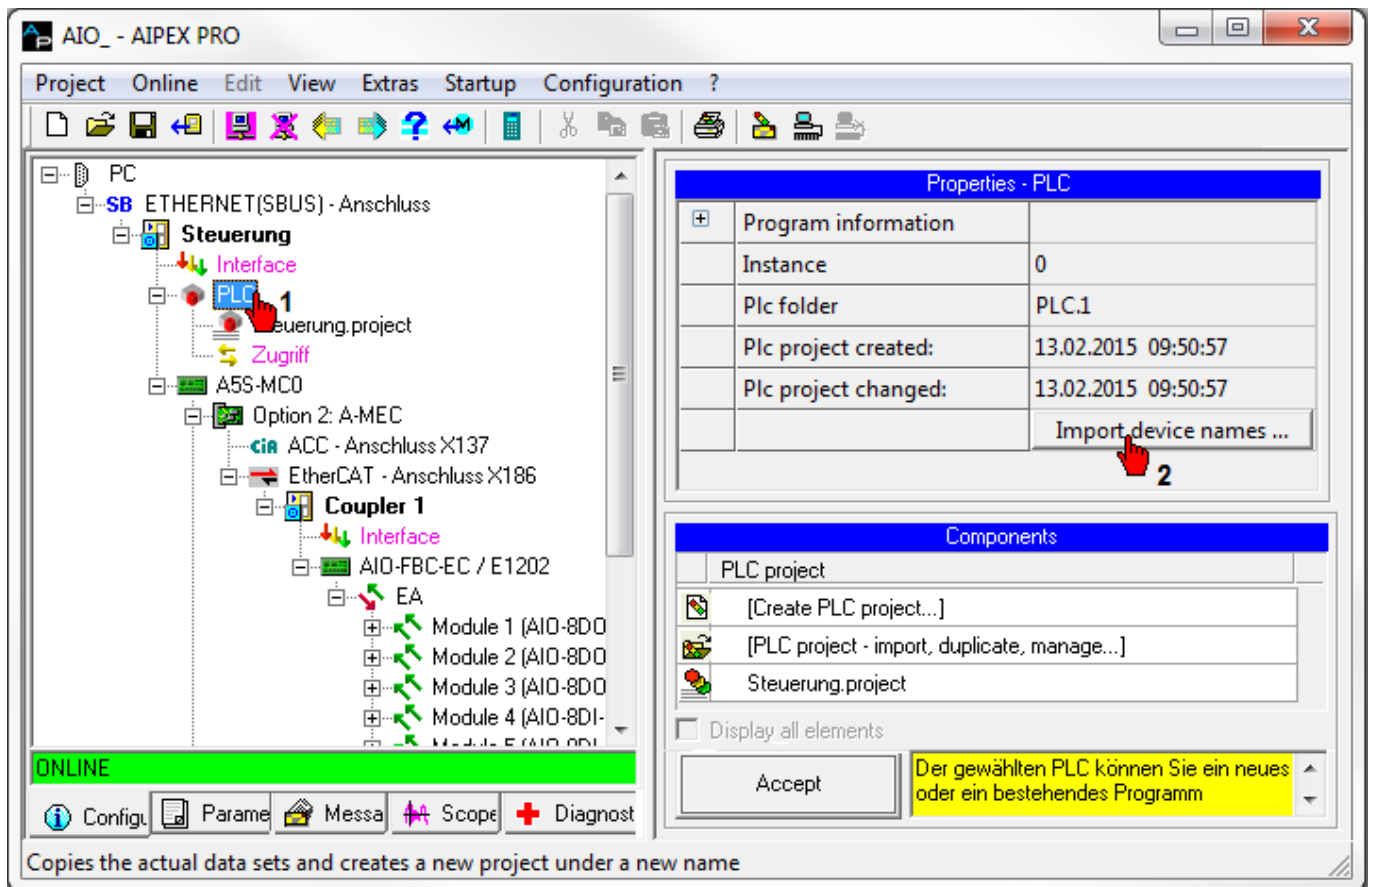 AIO_ - AIPEX PRO
Project Online Edit View Extras Startup Configuration ?
PC
SB ETHERNET(SBUS) - Anschluss
Steuerung
Interface
PLC 1
euerung.project
Zugriff
A5S-MC0
Option 2: A-MEC
CiA ACC - Anschluss X137
EtherCAT - Anschluss X186
Coupler 1
Interface
AIO-FBC-EC / E1202
EA
Module 1 (AIO-8DO
Module 2 (AIO-8DO
Module 3 (AIO-8DO
Module 4 (AIO-8DI-
ONLINE
Configu Parame Messa Scope Diagnost
Properties - PLC
Program information
Instance 0
Plc folder PLC.1
Plc project created: 13.02.2015 09:50:57
Plc project changed: 13.02.2015 09:50:57
Import device names ...
2
Components
PLC project
[Create PLC project...]
[PLC project - import, duplicate, manage...]
Steuerung.project
Display all elements
Accept
Der gewählten PLC können Sie ein neues
oder ein bestehendes Programm
Copies the actual data sets and creates a new project under a new name